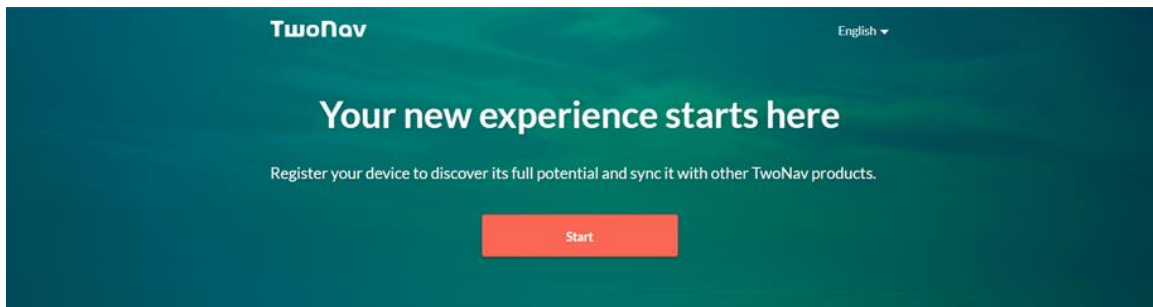 TwoNav
English
Your new experience starts here
Register your device to discover its full potential and sync it with other TwoNav products.
Start